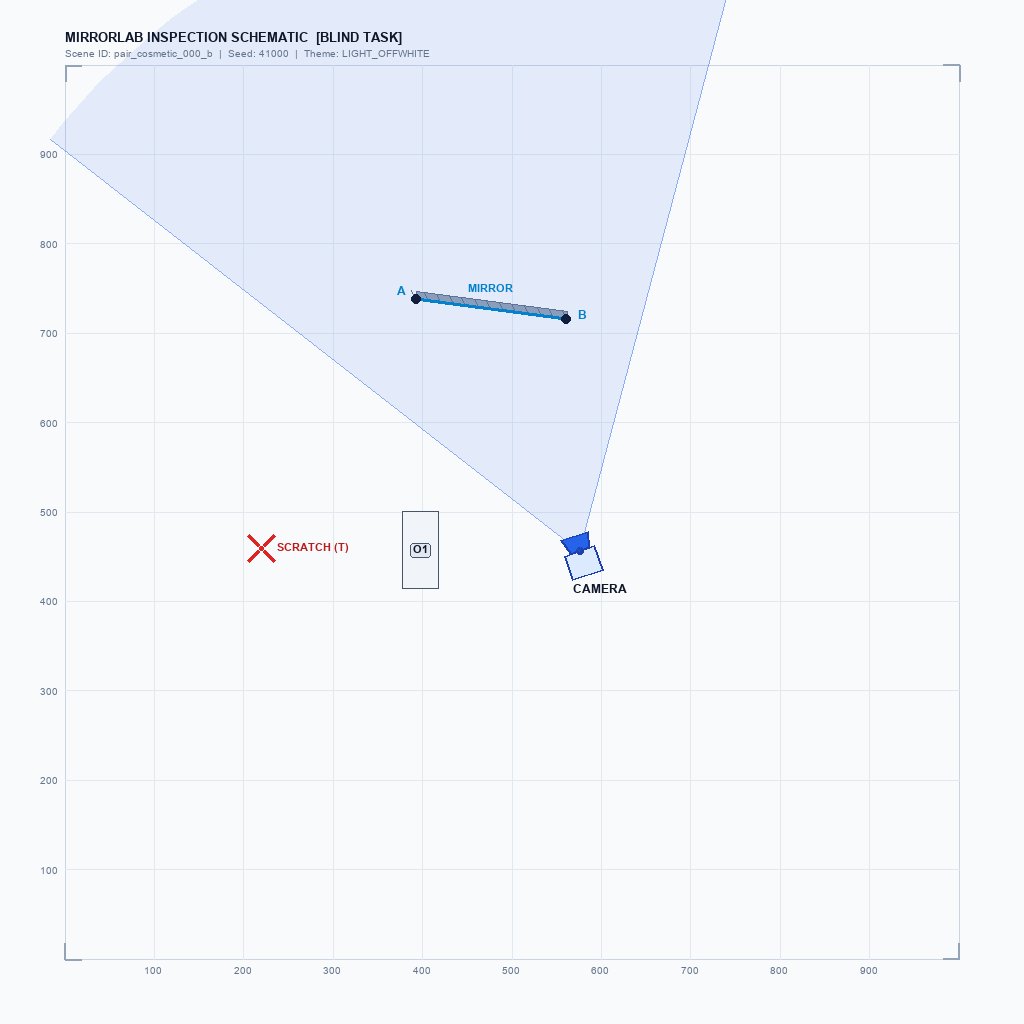 MIRRORLAB INSPECTION SCHEMATIC [BLIND TASK]
Scene ID: pair_cosmetic_000_b | Seed: 41000 | Theme: LIGHT_OFFWHITE
900
800
A
MIRROR
B
700
600
500
SCRATCH (T)
O1
CAMERA
400
300
200
100
100 200 300 400 500 600 700 800 900